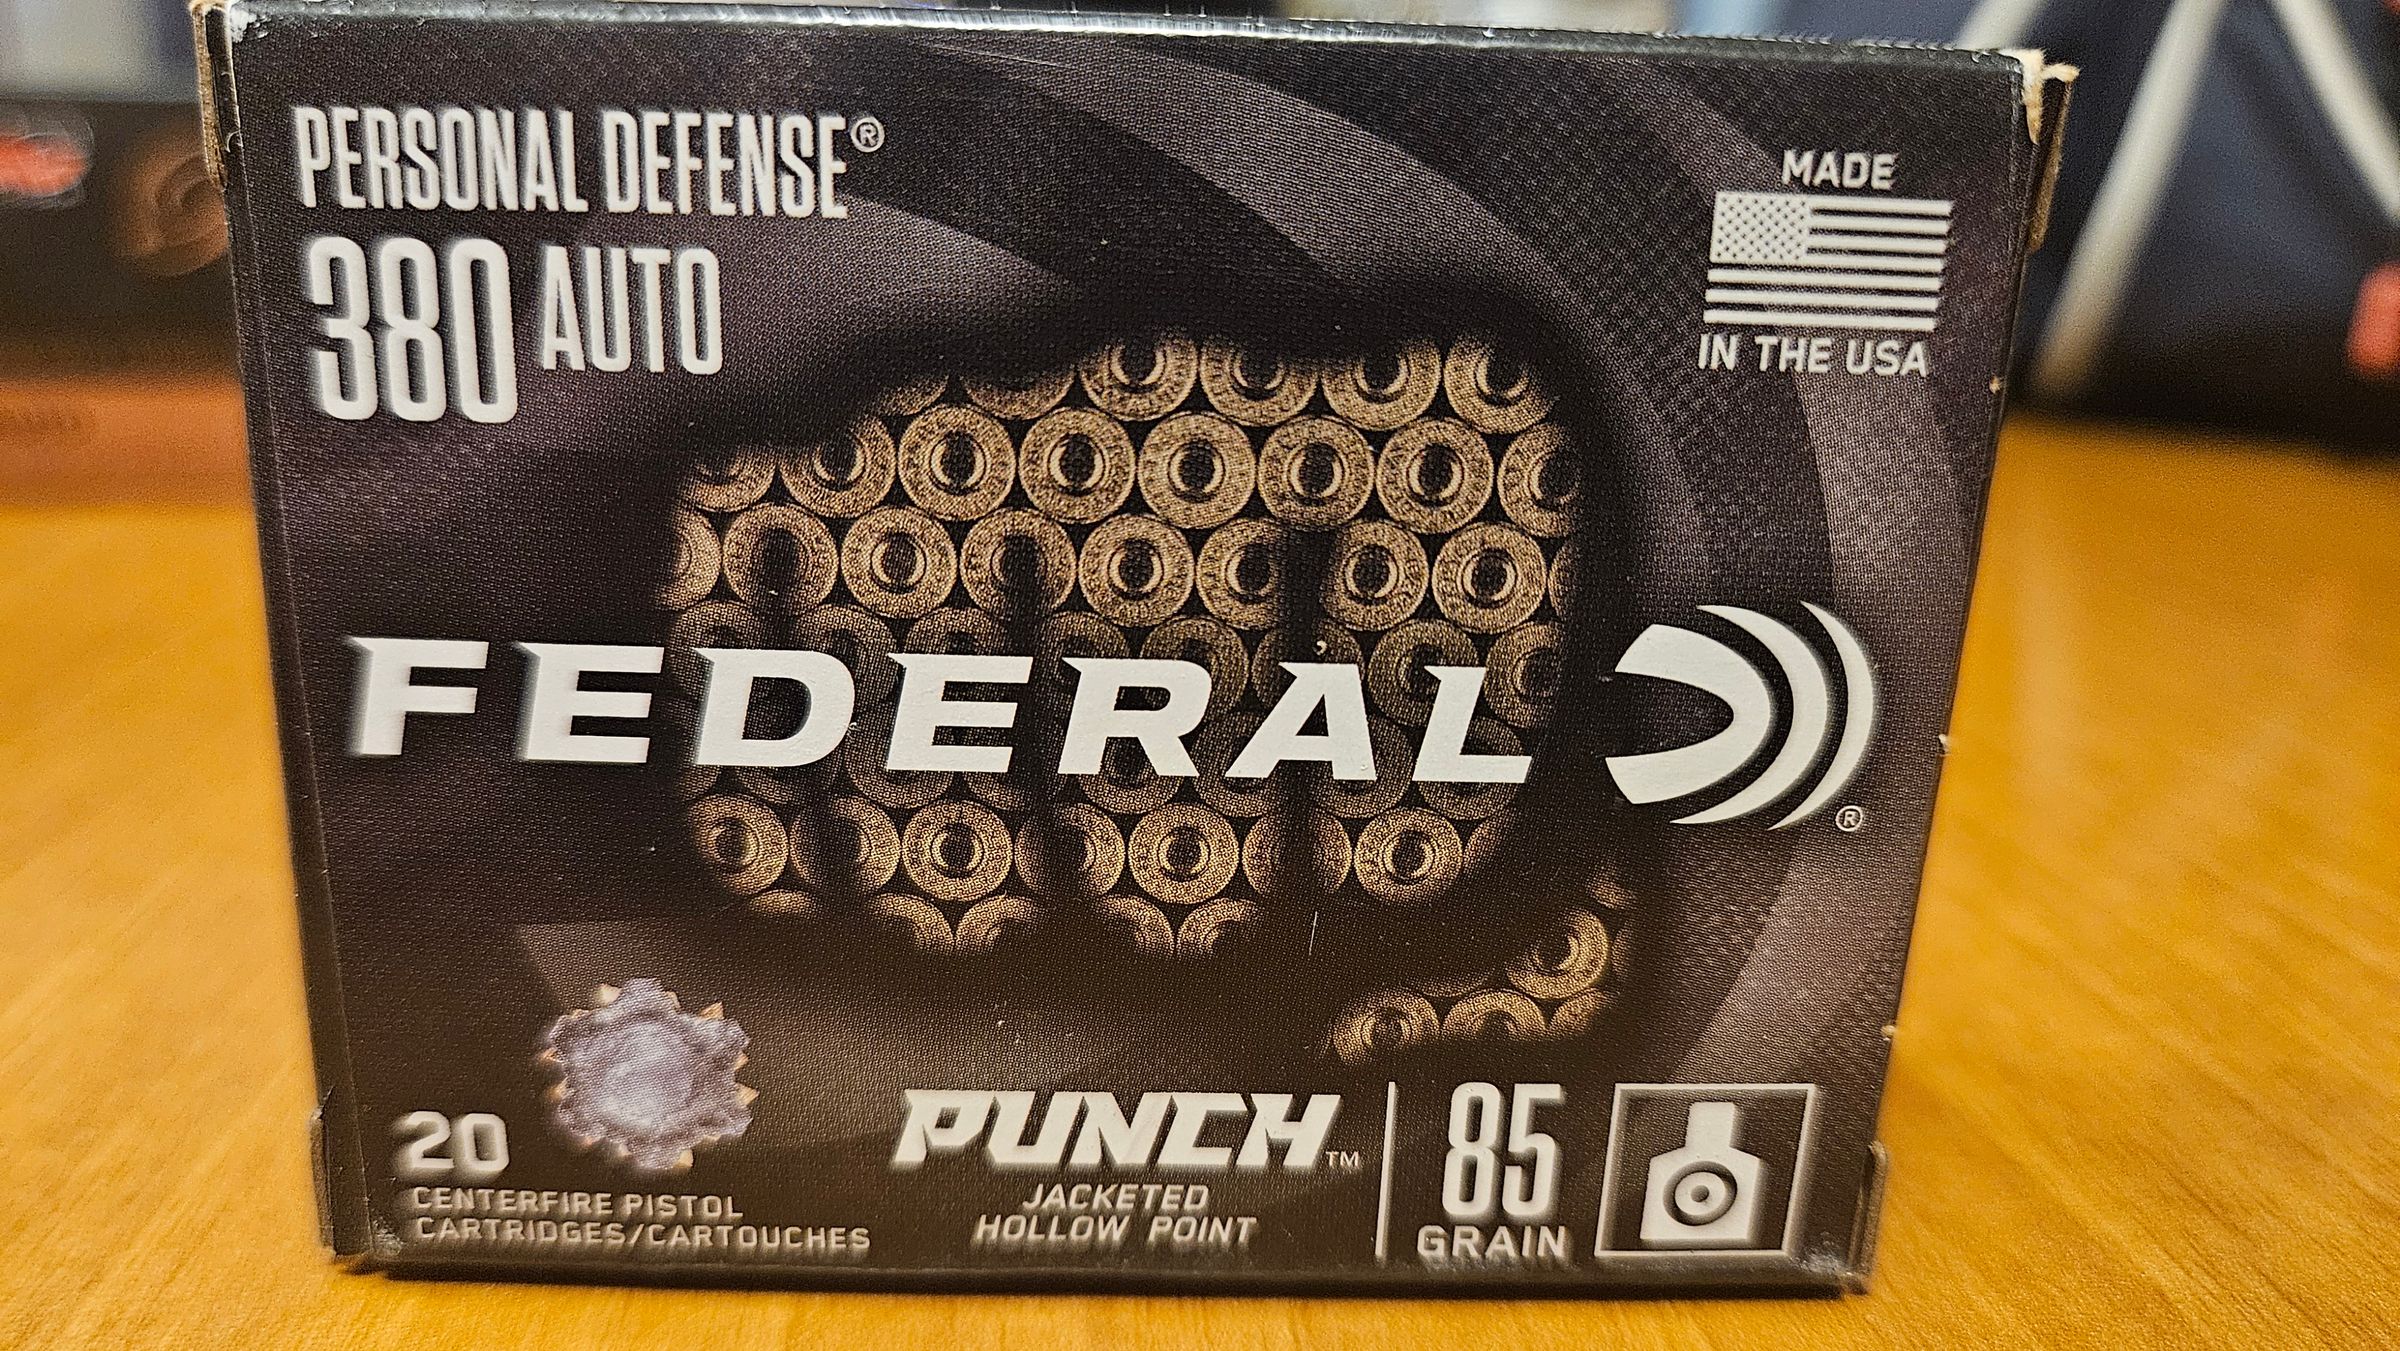 PERSONAL DEFENSE®
380 AUTO
MADE
IN THE USA
FEDERAL®
20
CENTERFIRE PISTOL
CARTRIDGES/CARTOUCHES
PUNCH™
JACKETED
HOLLOW POINT
85
GRAIN